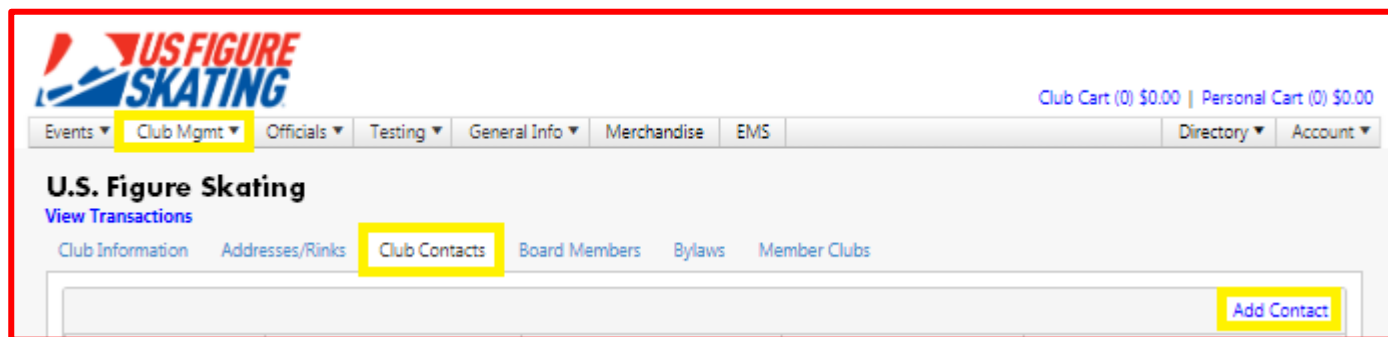 US FIGURE
SKATING
Club Cart (0) $0.00 | Personal Cart (0) $0.00
Events ▼ Club Mgmt ▼ Officials ▼ Testing ▼ General Info ▼ Merchandise EMS Directory ▼ Account ▼
U.S. Figure Skating
View Transactions
Club Information Addresses/Rinks Club Contacts Board Members Bylaws Member Clubs
Add Contact